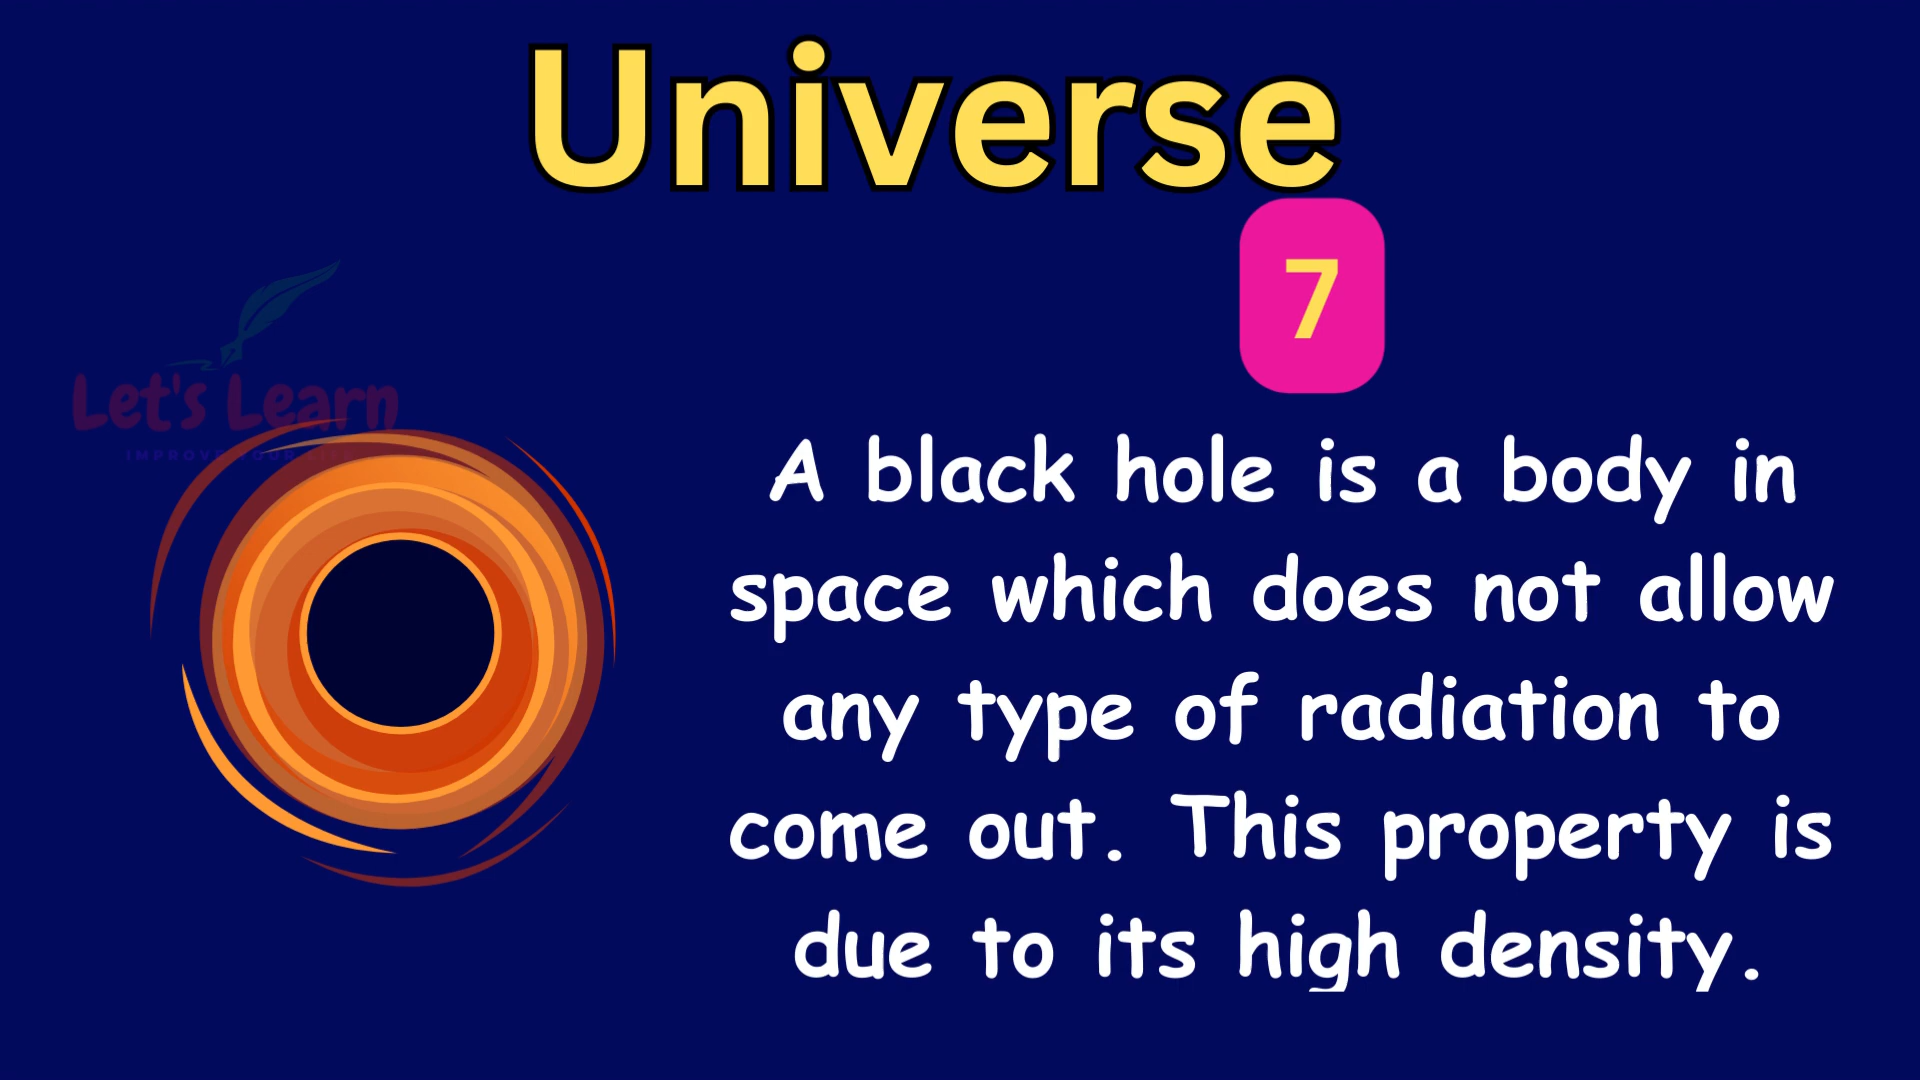 Universe
7
Let's Learn
A black hole is a body in
space which does not allow
any type of radiation to
come out. This property is
due to its high density.